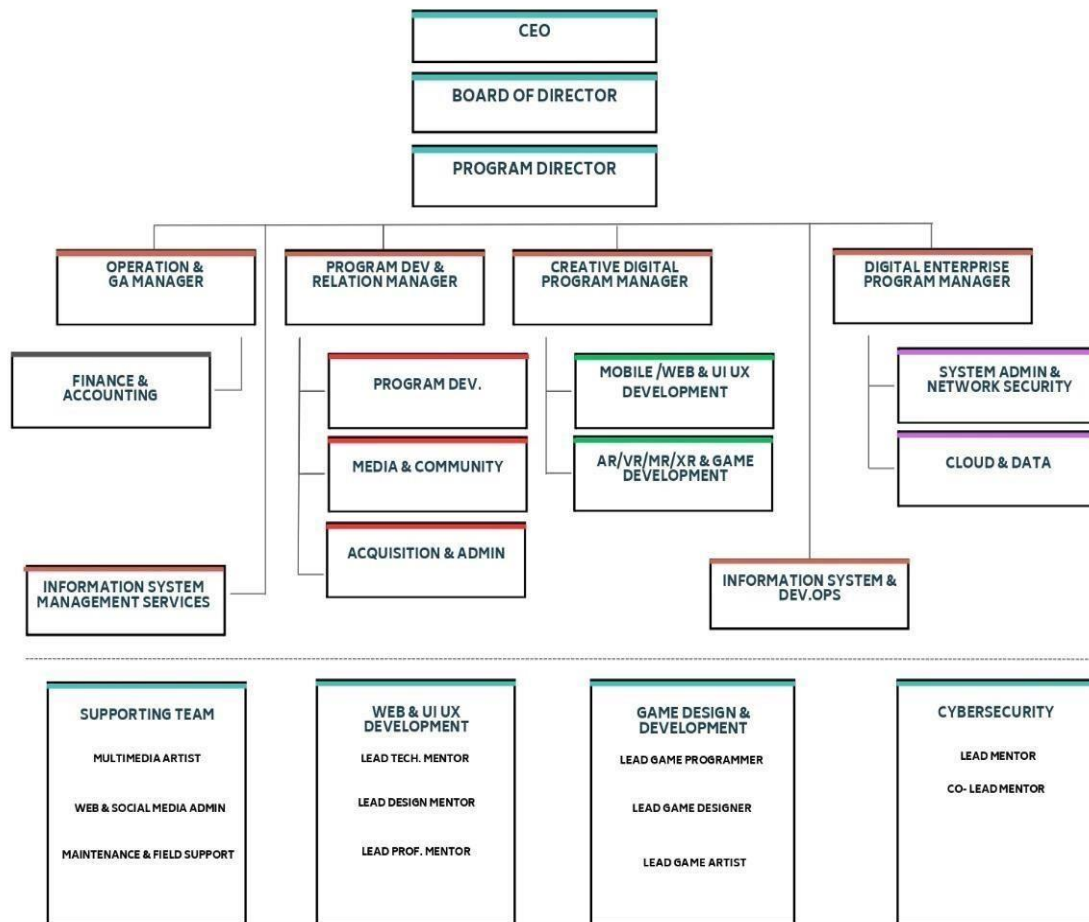 CEO
BOARD OF DIRECTOR
PROGRAM DIRECTOR
OPERATION &
GA MANAGER
PROGRAM DEV &
RELATION MANAGER
CREATIVE DIGITAL
PROGRAM MANAGER
DIGITAL ENTERPRISE
PROGRAM MANAGER
FINANCE &
ACCOUNTING
PROGRAM DEV.
MEDIA & COMMUNITY
ACQUISITION & ADMIN
MOBILE /WEB & UI UX
DEVELOPMENT
AR/VR/MR/XR & GAME
DEVELOPMENT
SYSTEM ADMIN &
NETWORK SECURITY
CLOUD & DATA
INFORMATION SYSTEM
MANAGEMENT SERVICES
INFORMATION SYSTEM &
DEV.OPS
SUPPORTING TEAM
MULTIMEDIA ARTIST
WEB & SOCIAL MEDIA ADMIN
MAINTENANCE & FIELD SUPPORT
WEB & UI UX
DEVELOPMENT
LEAD TECH. MENTOR
LEAD DESIGN MENTOR
LEAD PROF. MENTOR
GAME DESIGN &
DEVELOPMENT
LEAD GAME PROGRAMMER
LEAD GAME DESIGNER
LEAD GAME ARTIST
CYBERSECURITY
LEAD MENTOR
CO- LEAD MENTOR